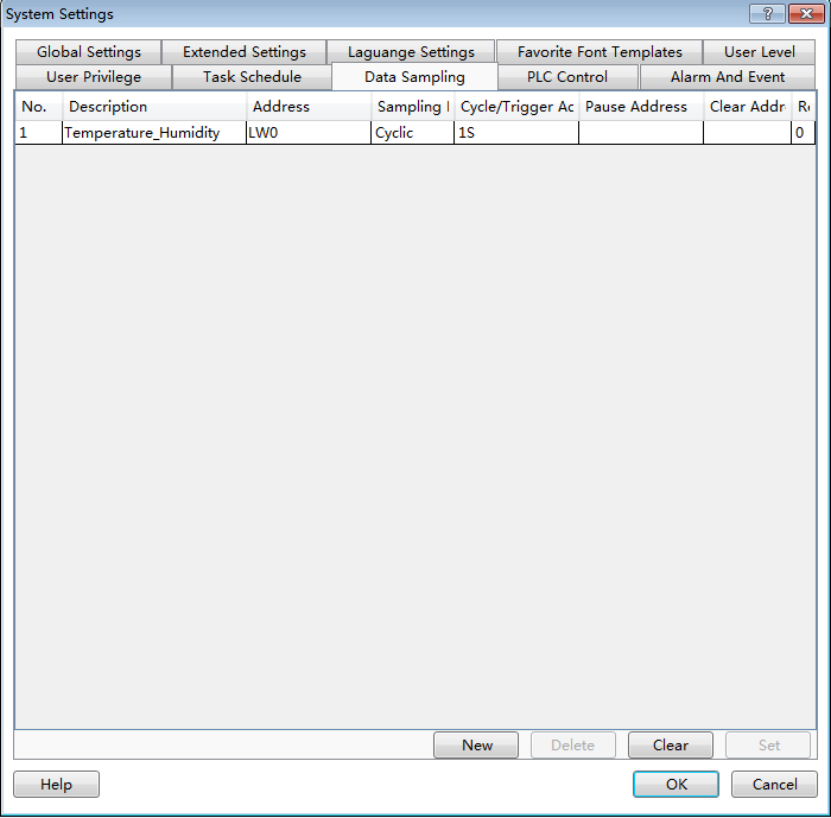 System Settings
Global Settings Extended Settings Laguange Settings Favorite Font Templates User Level
User Privilege Task Schedule Data Sampling PLC Control Alarm And Event
No. Description Address Sampling Cycle/Trigger Ac Pause Address Clear Addr
1 Temperature_Humidity LW0 Cyclic 1S 0
New Delete Clear Set
Help OK Cancel